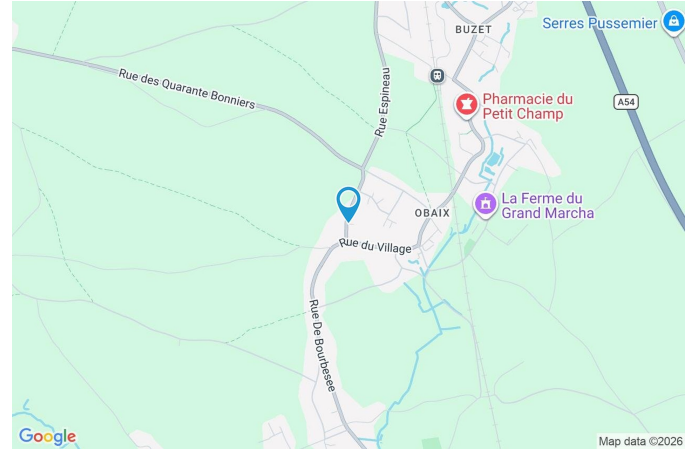 BUZET
Serres Pussemier
Rue des Quarante Bonniers
Rue Espineau
A54
Pharmacie du
Petit Champ
La Ferme du
Grand Marcha
OBAIX
Rue du Village
Rue De Bourbesee
Google
Map data ©2026